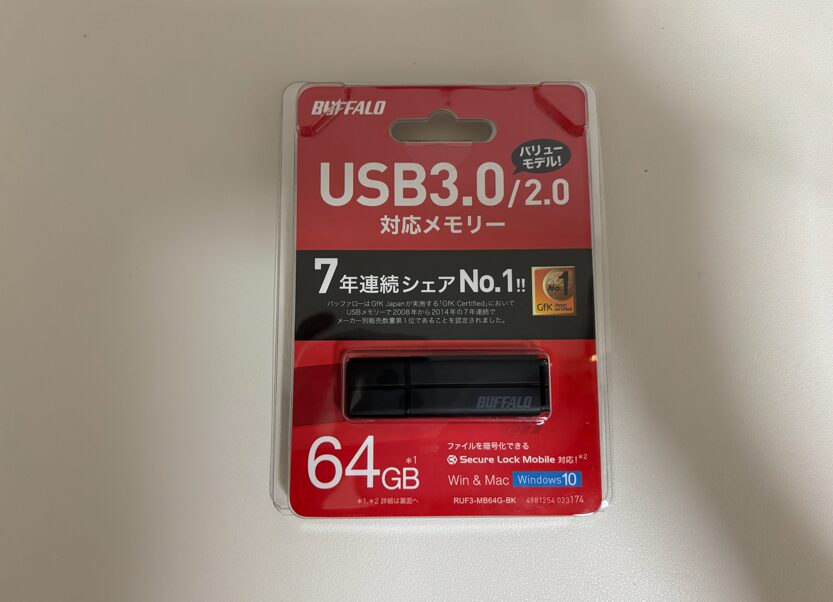 BUFFALO
バリュー
モデル!
USB3.0/2.0
対応メモリー
7年連続シェアNo.1!!
バッファローはGfK Japanが実施する「GfK Certified」において
USBメモリーで2008年から2014年の7年連続で
メーカー別販売数量第1位であることを認定されました。
No.1
GfK Japan certified
BUFFALO
64GB*1
*1,*2 詳細は裏面へ
ファイルを暗号化できる
Secure Lock Mobile 対応!*2
Win & Mac Windows10
RUF3-MB64G-BK 4981254 023174